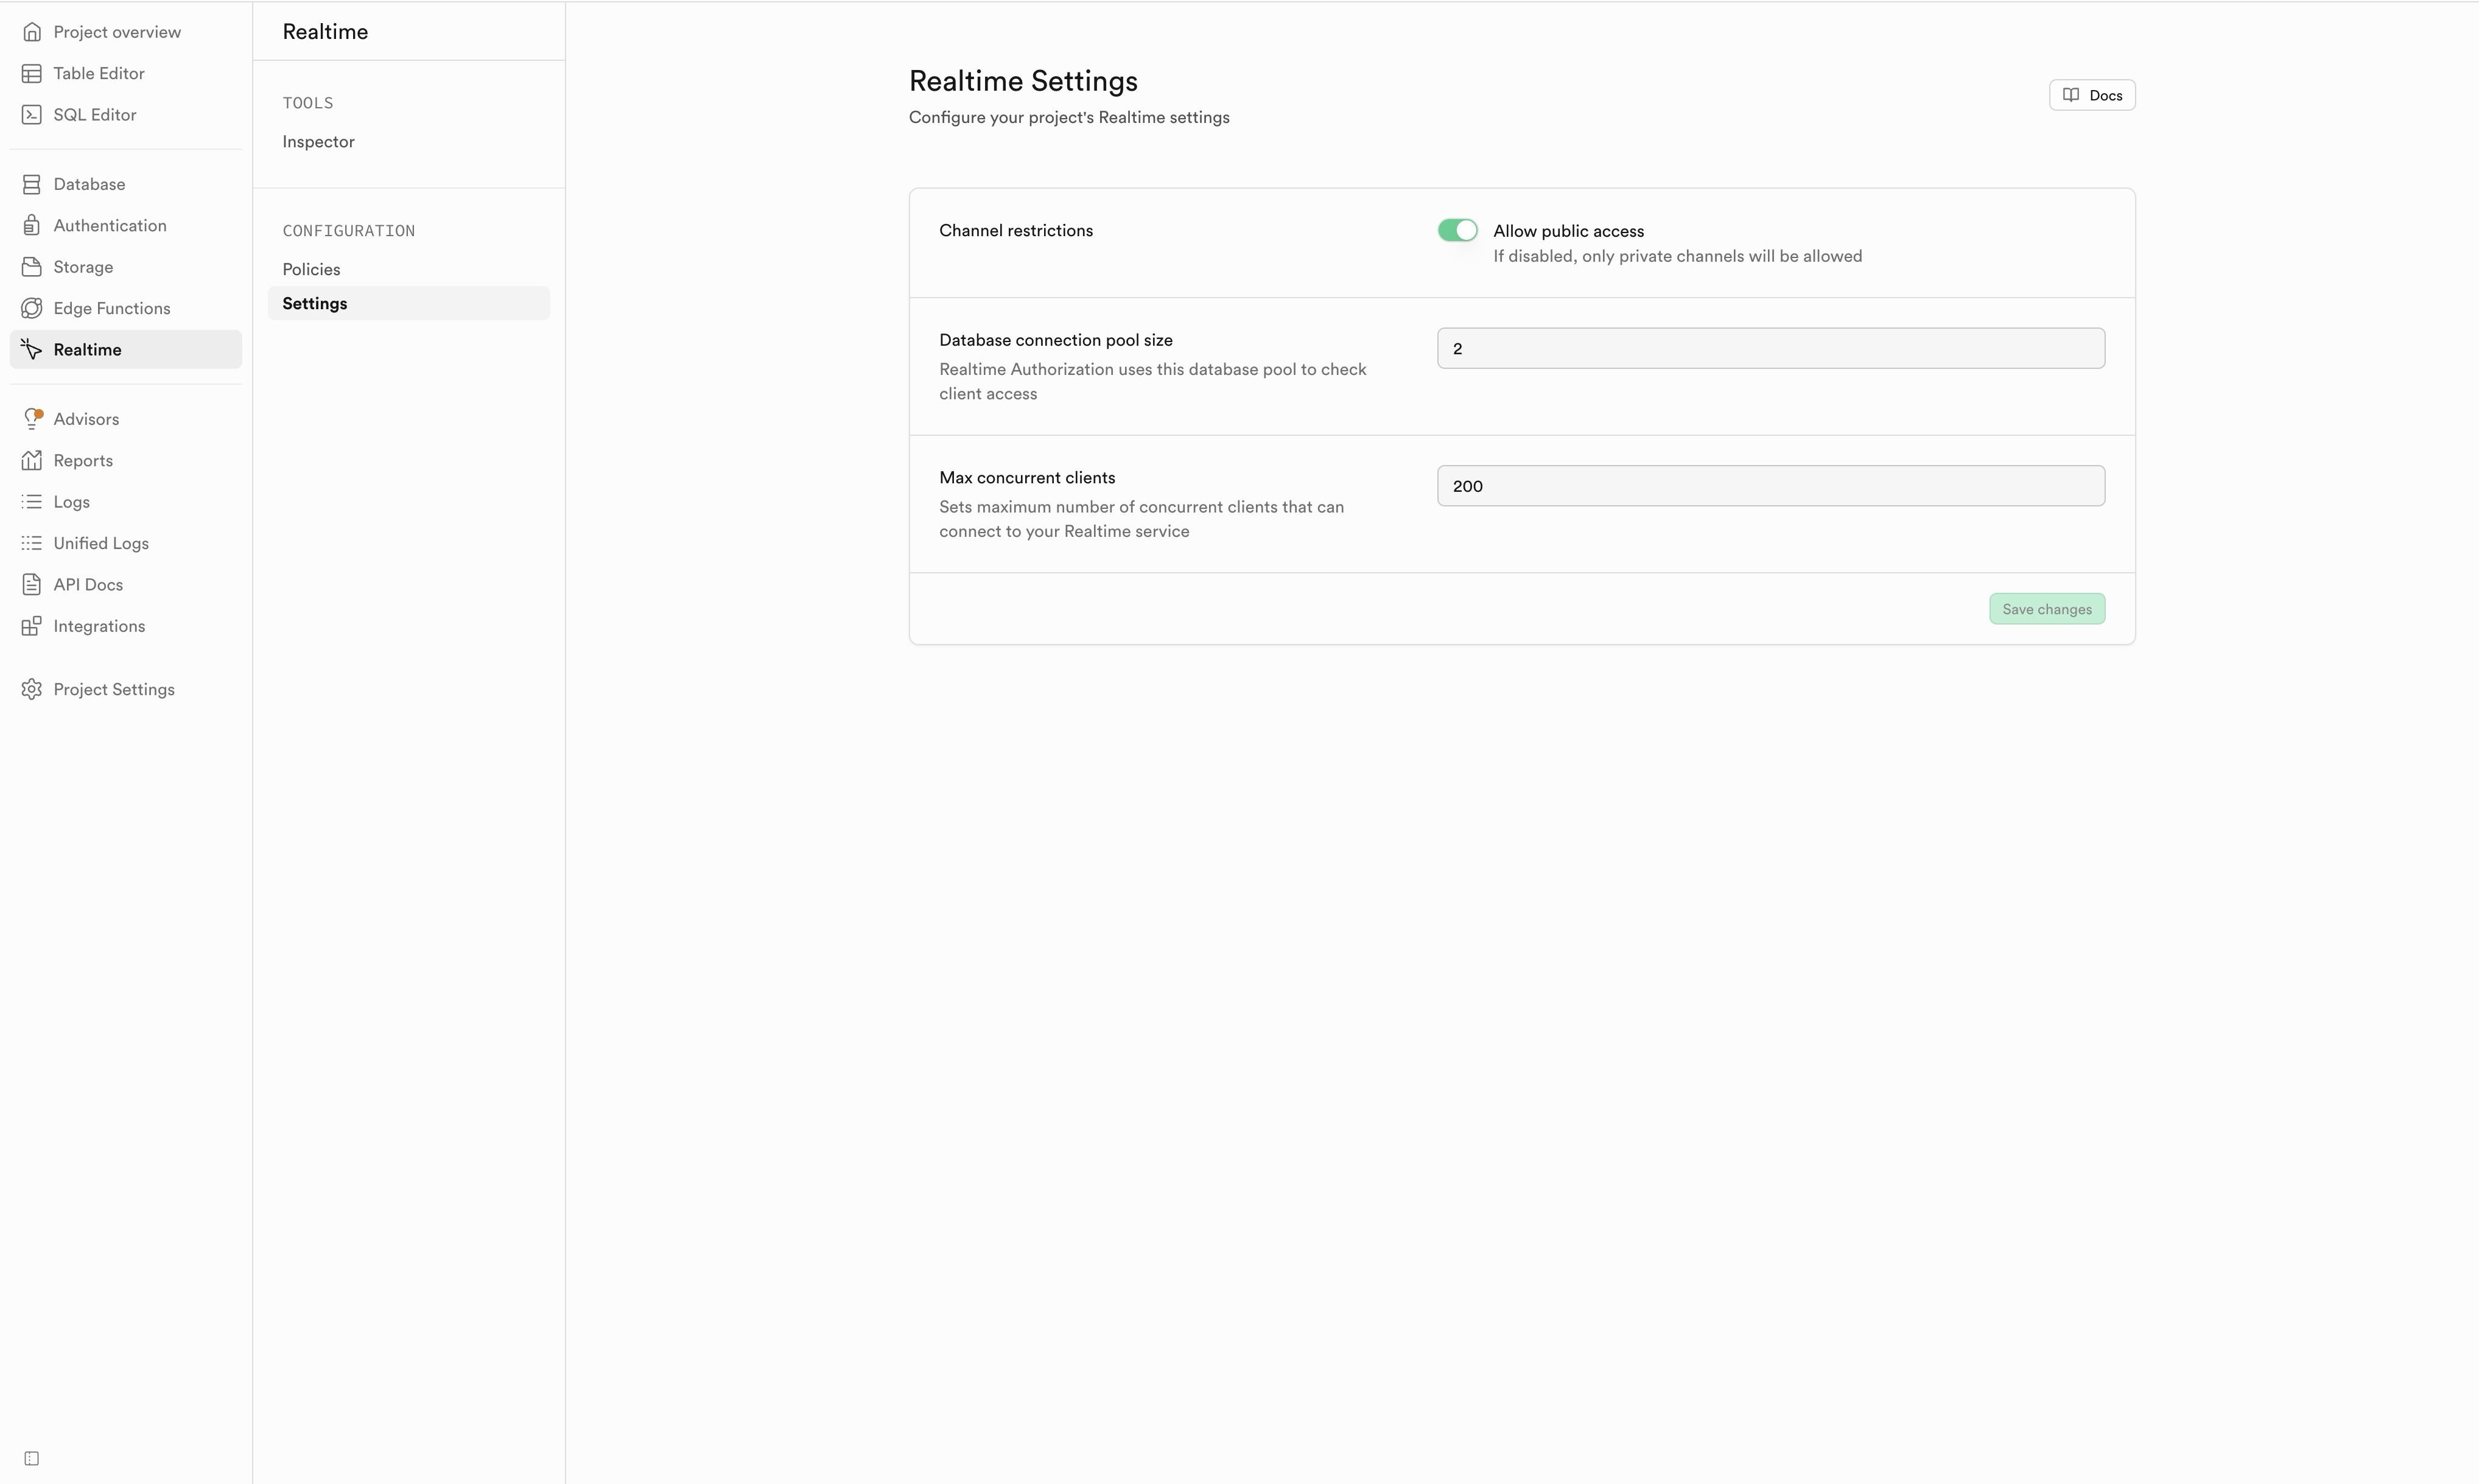 Project overview
Table Editor
SQL Editor
Database
Authentication
Storage
Edge Functions
Realtime
Advisors
Reports
Logs
Unified Logs
API Docs
Integrations
Project Settings
Realtime
TOOLS
Inspector
CONFIGURATION
Policies
Settings
Realtime Settings
Configure your project's Realtime settings
Docs
Channel restrictions
Allow public access
If disabled, only private channels will be allowed
Database connection pool size
Realtime Authorization uses this database pool to check
client access
2
Max concurrent clients
Sets maximum number of concurrent clients that can
connect to your Realtime service
200
Save changes